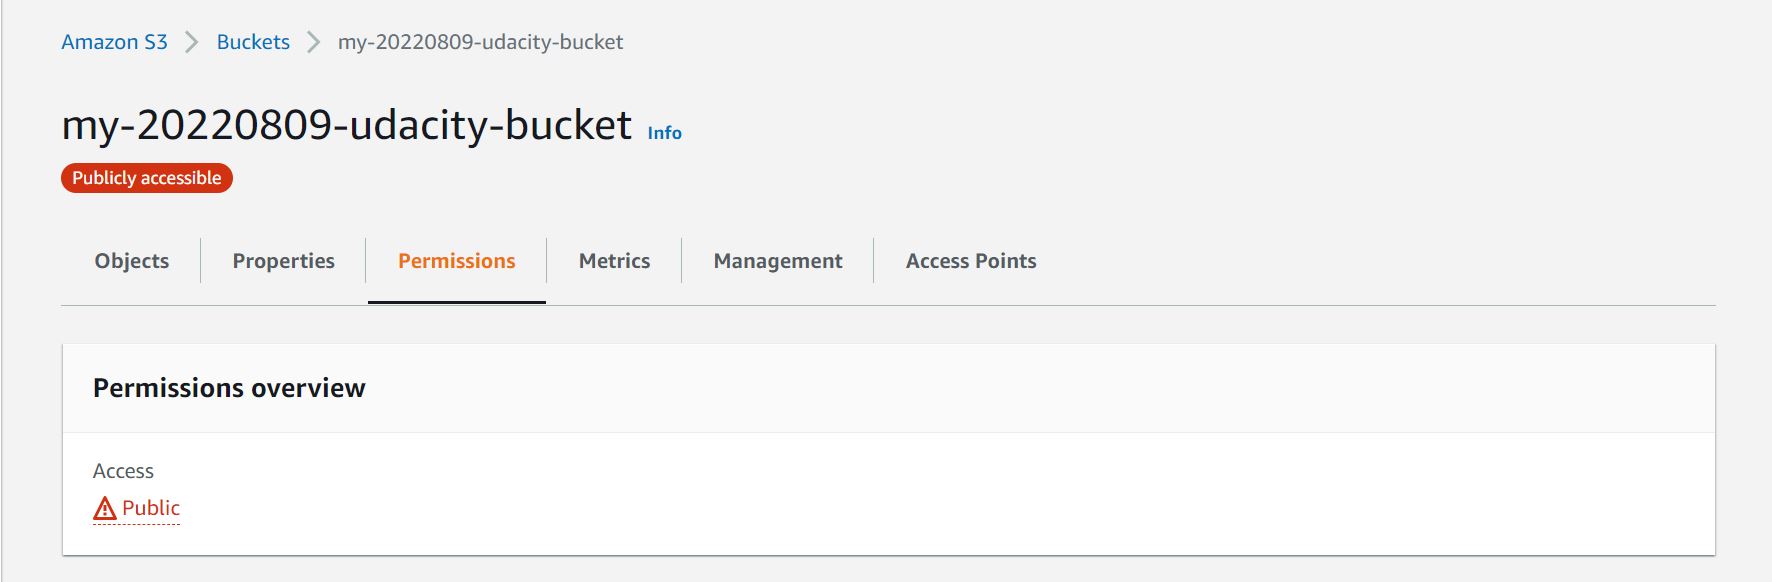 Amazon S3 > Buckets > my-20220809-udacity-bucket
my-20220809-udacity-bucket Info
Publicly accessible
Objects Properties Permissions Metrics Management Access Points
Permissions overview
Access
Public